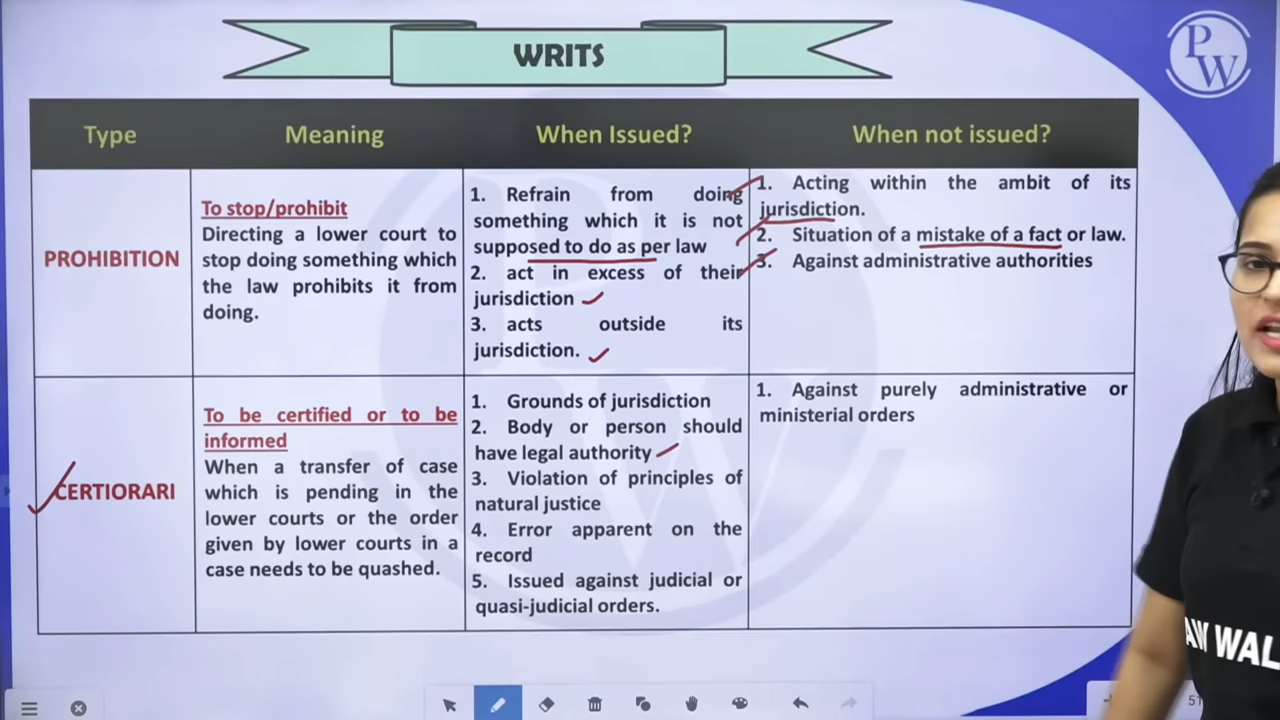 WRITS
PW
Type
Meaning
When Issued?
When not issued?
PROHIBITION
To stop/prohibit
Directing a lower court to
stop doing something which
the law prohibits it from
doing.
1. Refrain from doing
something which it is not
supposed to do as per law
2. act in excess of their
jurisdiction
3. acts outside its
jurisdiction.
1. Acting within the ambit of its
jurisdiction.
2. Situation of a mistake of a fact or law.
3. Against administrative authorities
CERTIORARI
To be certified or to be
informed
When a transfer of case
which is pending in the
lower courts or the order
given by lower courts in a
case needs to be quashed.
1. Grounds of jurisdiction
2. Body or person should
have legal authority
3. Violation of principles of
natural justice
4. Error apparent on the
record
5. Issued against judicial or
quasi-judicial orders.
1. Against purely administrative or
ministerial orders
AW WAL